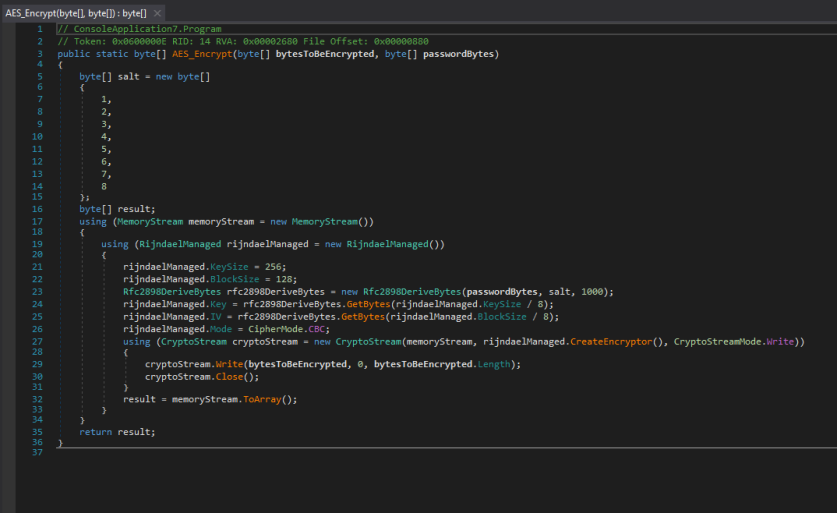 AES_Encrypt(byte[], byte[]) : byte[] ×
1 // ConsoleApplication7.Program
2 // Token: 0x0600000E RID: 14 RVA: 0x00002680 File Offset: 0x00000880
3 public static byte[] AES_Encrypt(byte[] bytesToBeEncrypted, byte[] passwordBytes)
4 {
5     byte[] salt = new byte[]
6     {
7         1,
8         2,
9         3,
10         4,
11         5,
12         6,
13         7,
14         8
15     };
16     byte[] result;
17     using (MemoryStream memoryStream = new MemoryStream())
18     {
19         using (RijndaelManaged rijndaelManaged = new RijndaelManaged())
20         {
21             rijndaelManaged.KeySize = 256;
22             rijndaelManaged.BlockSize = 128;
23             Rfc2898DeriveBytes rfc2898DeriveBytes = new Rfc2898DeriveBytes(passwordBytes, salt, 1000);
24             rijndaelManaged.Key = rfc2898DeriveBytes.GetBytes(rijndaelManaged.KeySize / 8);
25             rijndaelManaged.IV = rfc2898DeriveBytes.GetBytes(rijndaelManaged.BlockSize / 8);
26             rijndaelManaged.Mode = CipherMode.CBC;
27             using (CryptoStream cryptoStream = new CryptoStream(memoryStream, rijndaelManaged.CreateEncryptor(), CryptoStreamMode.Write))
28             {
29                 cryptoStream.Write(bytesToBeEncrypted, 0, bytesToBeEncrypted.Length);
30                 cryptoStream.Close();
31             }
32             result = memoryStream.ToArray();
33         }
34     }
35     return result;
36 }
37